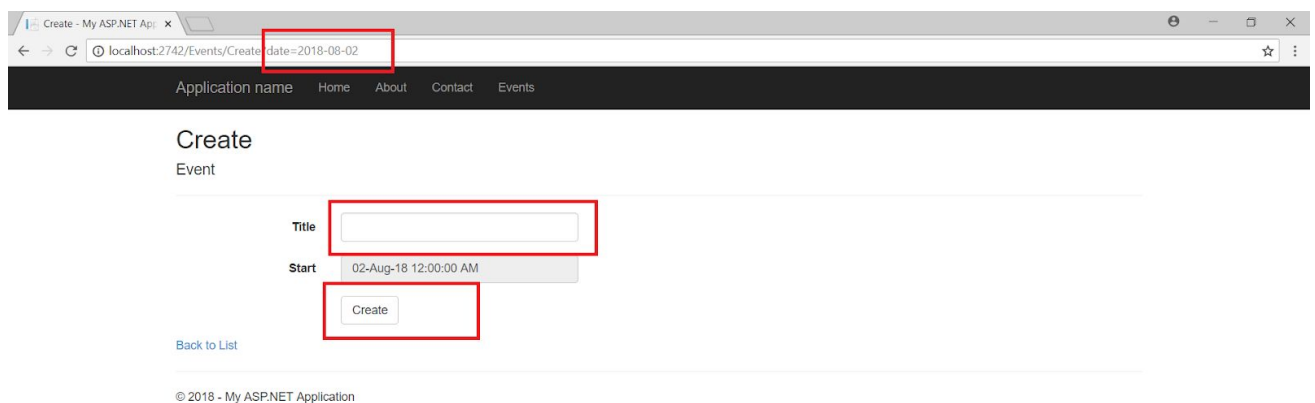 Create - My ASP.NET App
localhost:2742/Events/Create?date=2018-08-02
Application name Home About Contact Events
Create
Event
Title
Start 02-Aug-18 12:00:00 AM
Create
Back to List
© 2018 - My ASP.NET Application